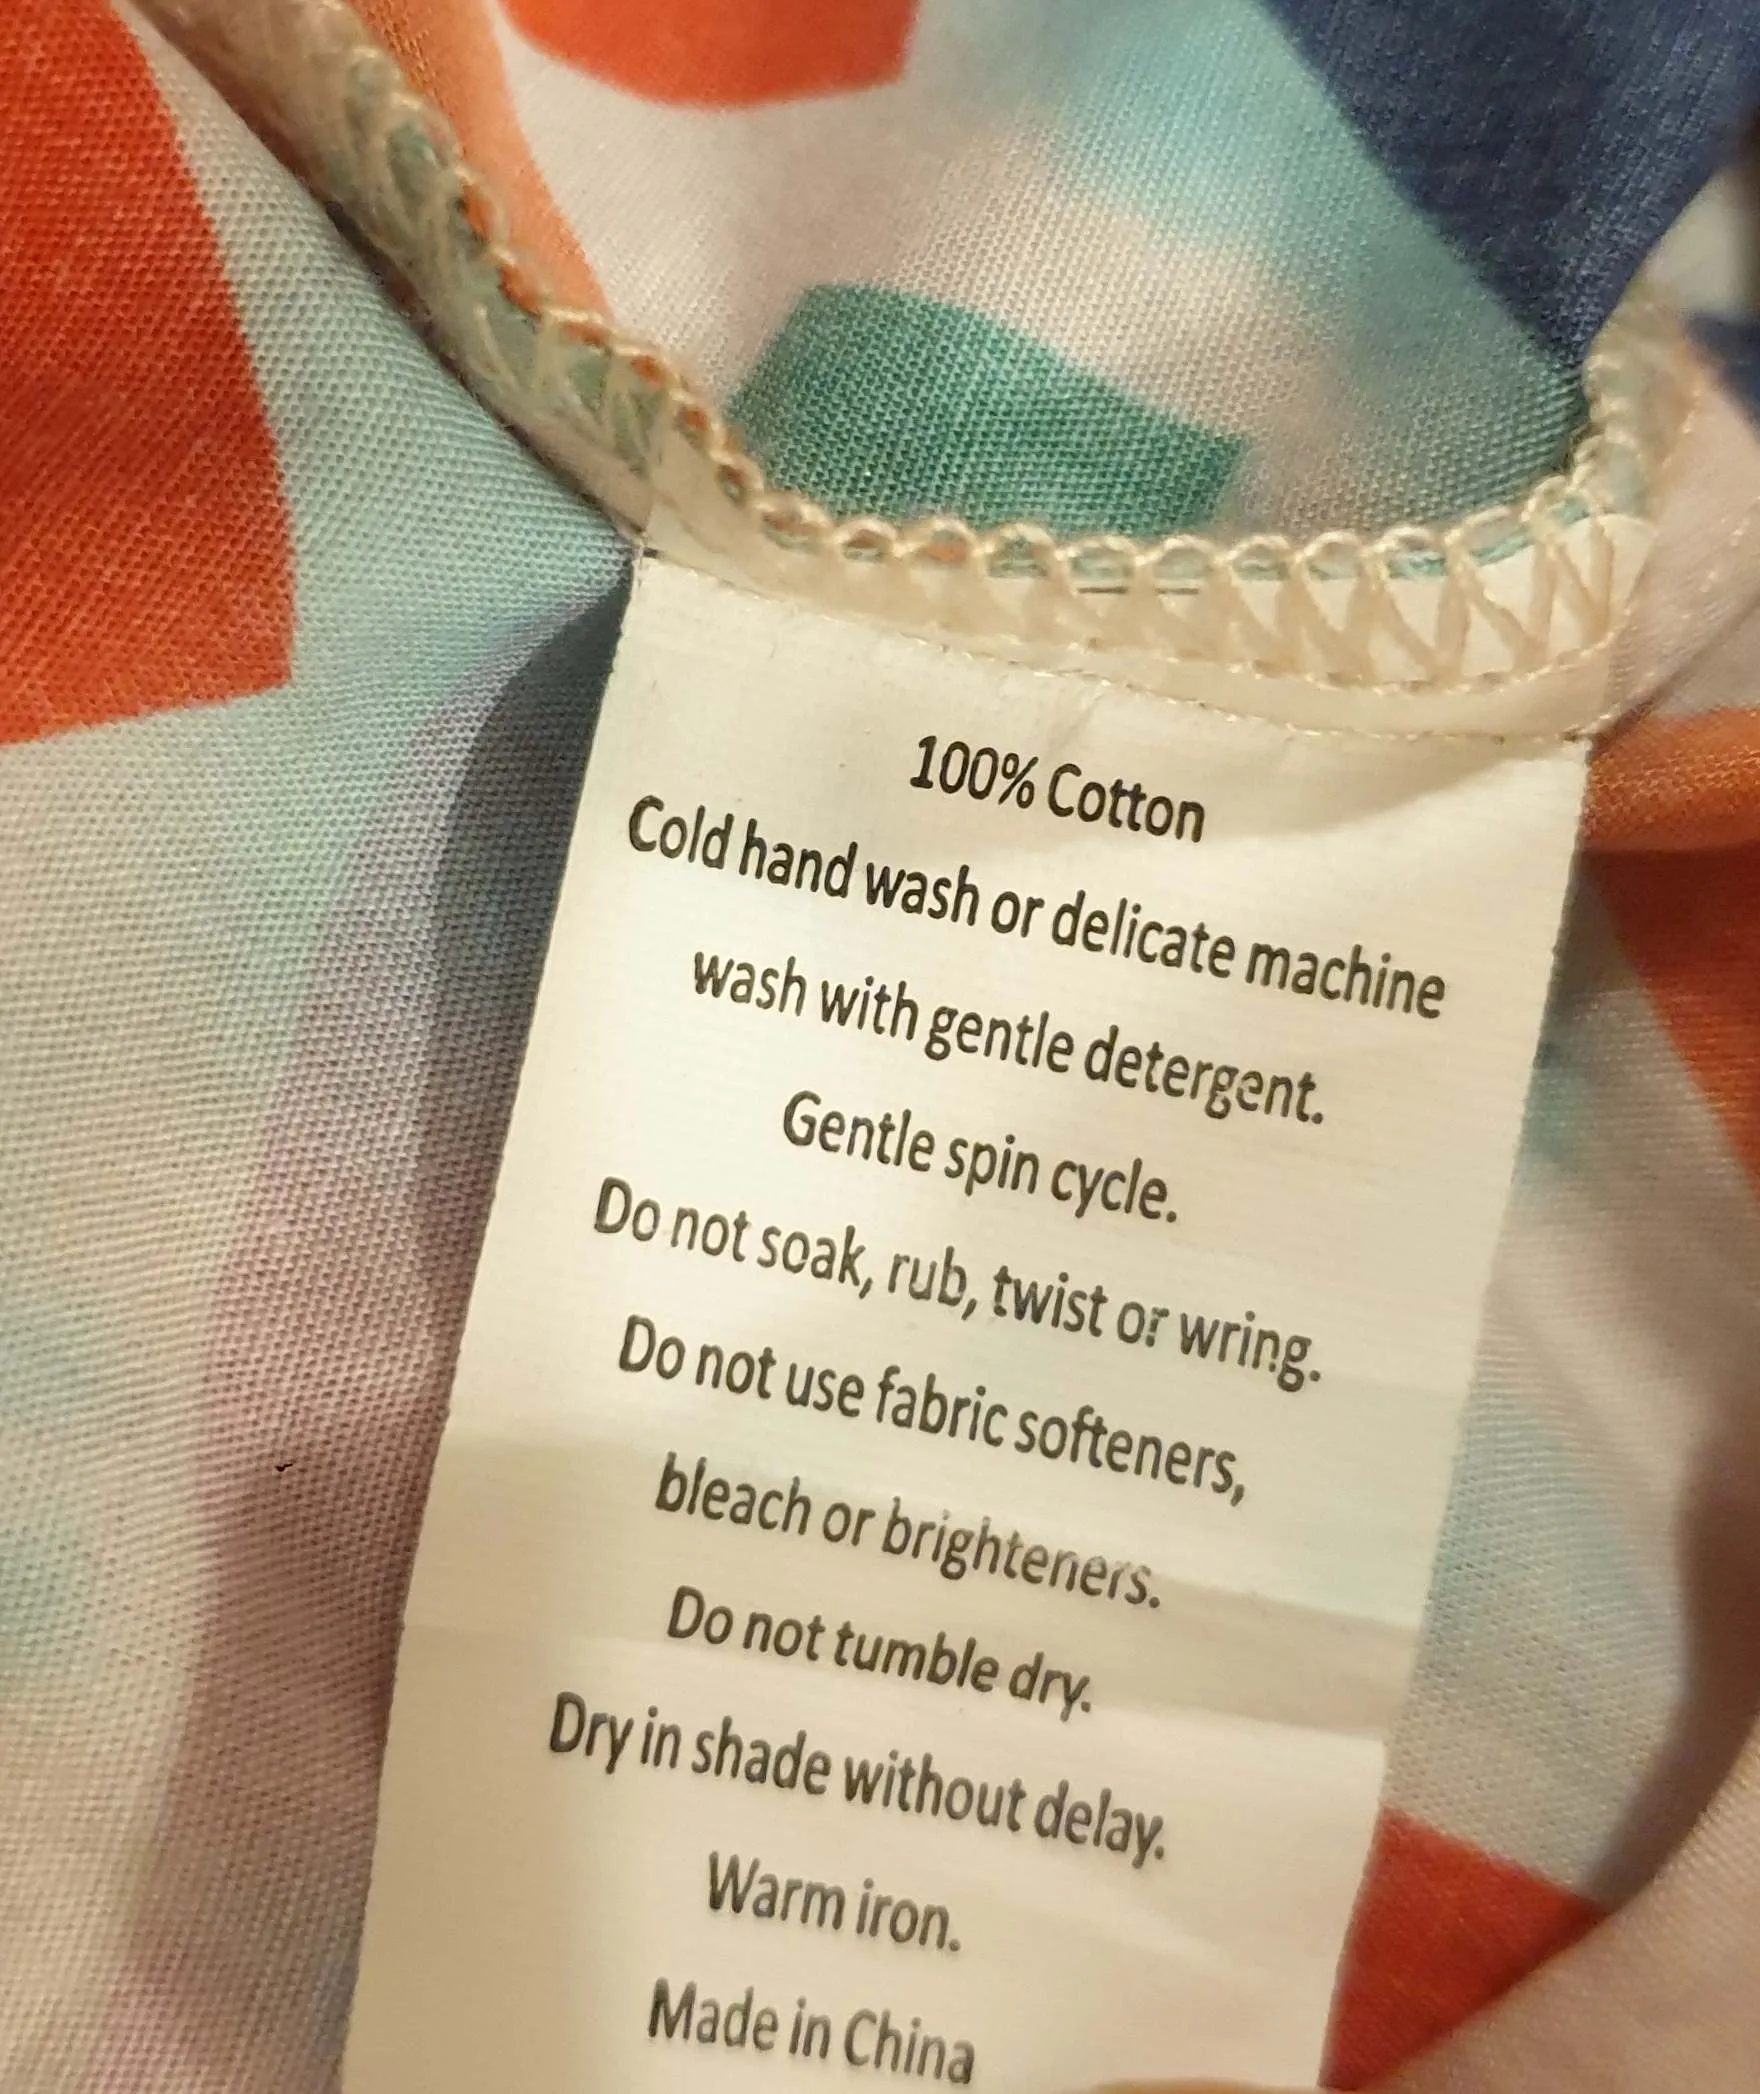 100% Cotton
Cold hand wash or delicate machine
wash with gentle detergent.
Gentle spin cycle.
Do not soak, rub, twist or wring.
Do not use fabric softeners,
bleach or brighteners.
Do not tumble dry.
Dry in shade without delay.
Warm iron.
Made in China